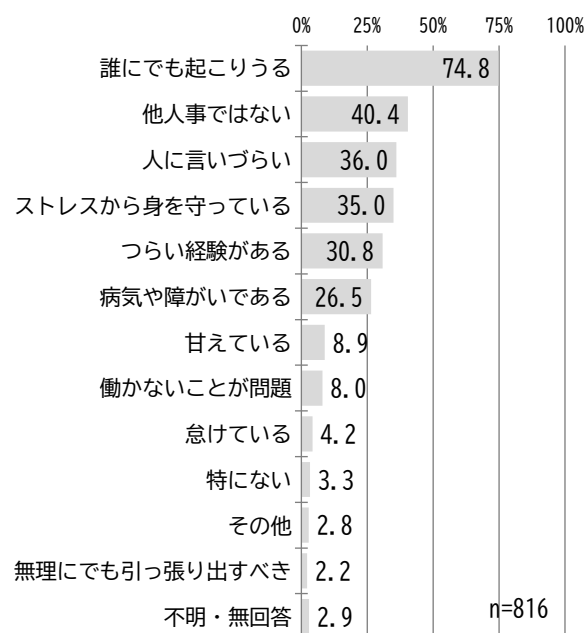 0% 25% 50% 75% 100%
誰にでも起こりうる 74.8
他人事ではない 40.4
人に言いづらい 36.0
ストレスから身を守っている 35.0
つらい経験がある 30.8
病気や障がいである 26.5
甘えている 8.9
働かないことが問題 8.0
怠けている 4.2
特にない 3.3
その他 2.8
無理にでも引っ張り出すべき 2.2
不明・無回答 2.9
n=816